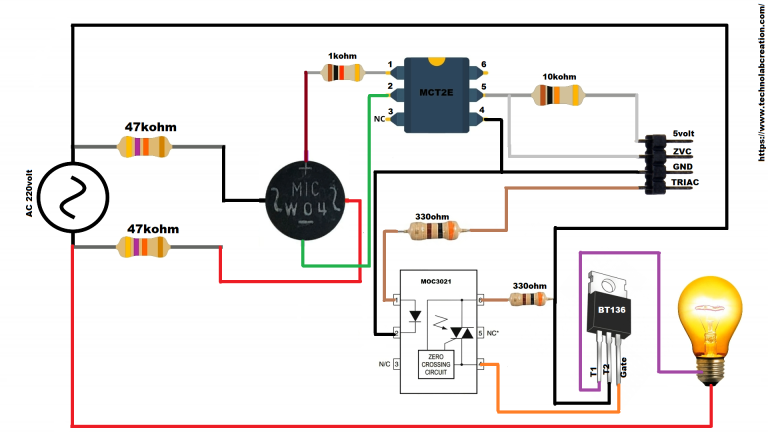 https://www.technolabcreation.com/
1kohm
1
6
MCT2E
2
5
10kohm
NC
3
4
47kohm
5volt
ZVC
GND
TRIAC
AC 220volt
+
MIC
W04
47kohm
330ohm
MOC3021
330ohm
1
6
BT136
2
5
NC*
N/C
3
ZERO
CROSSING
CIRCUIT
4
T1
T2
Gate